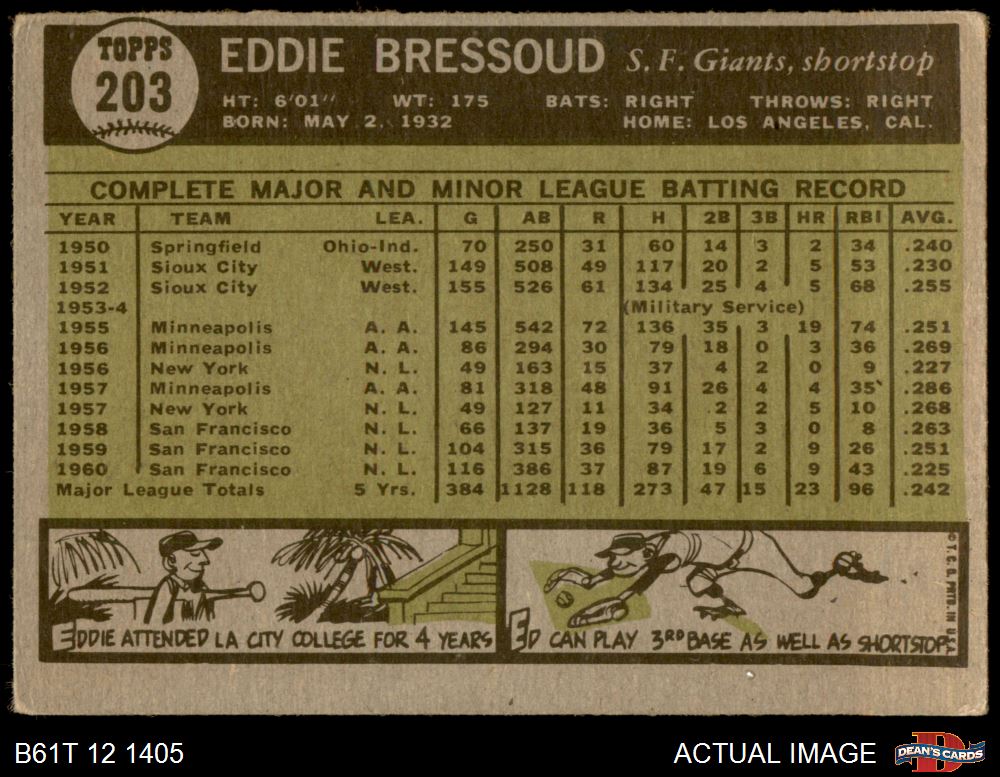 TOPPS
203
EDDIE BRESSOUD S. F. Giants, shortstop
HT: 6'01" WT: 175 BATS: RIGHT THROWS: RIGHT
BORN: MAY 2, 1932 HOME: LOS ANGELES, CAL.
COMPLETE MAJOR AND MINOR LEAGUE BATTING RECORD
YEAR TEAM LEA. G AB R H 2B 3B HR RBI AVG.
1950 Springfield Ohio-Ind. 70 250 31 60 14 3 2 34 .240
1951 Sioux City West. 149 508 49 117 20 2 5 53 .230
1952 Sioux City West. 155 526 61 134 25 4 5 68 .255
1953-4 (Military Service)
1955 Minneapolis A. A. 145 542 72 136 35 3 19 74 .251
1956 Minneapolis A. A. 86 294 30 79 18 0 3 36 .269
1956 New York N. L. 49 163 15 37 4 2 0 9 .227
1957 Minneapolis A. A. 81 318 48 91 26 4 4 35 .286
1957 New York N. L. 49 127 11 34 2 2 5 10 .268
1958 San Francisco N. L. 66 137 19 36 5 3 0 8 .263
1959 San Francisco N. L. 104 315 36 79 17 2 9 26 .251
1960 San Francisco N. L. 116 386 37 87 19 6 9 43 .225
Major League Totals 5 Yrs. 384 1128 118 273 47 15 23 96 .242
EDDIE ATTENDED LA CITY COLLEGE FOR 4 YEARS
ED CAN PLAY 3RD BASE AS WELL AS SHORTSTOP
© T. C. G. PRTD. IN U.S.A.
B61T 12 1405
ACTUAL IMAGE
DEAN'S CARDS